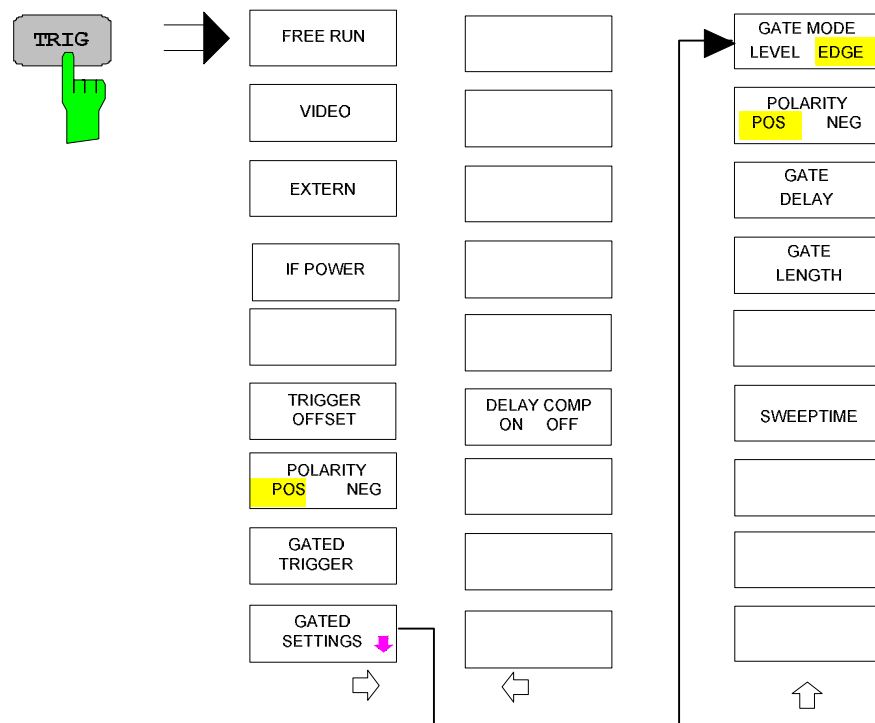 TRIG
FREE RUN
VIDEO
EXTERN
IF POWER
TRIGGER
OFFSET
POLARITY
POS NEG
GATED
TRIGGER
GATED
SETTINGS
DELAY COMP
ON OFF
GATE MODE
LEVEL EDGE
POLARITY
POS NEG
GATE
DELAY
GATE
LENGTH
SWEEPTIME